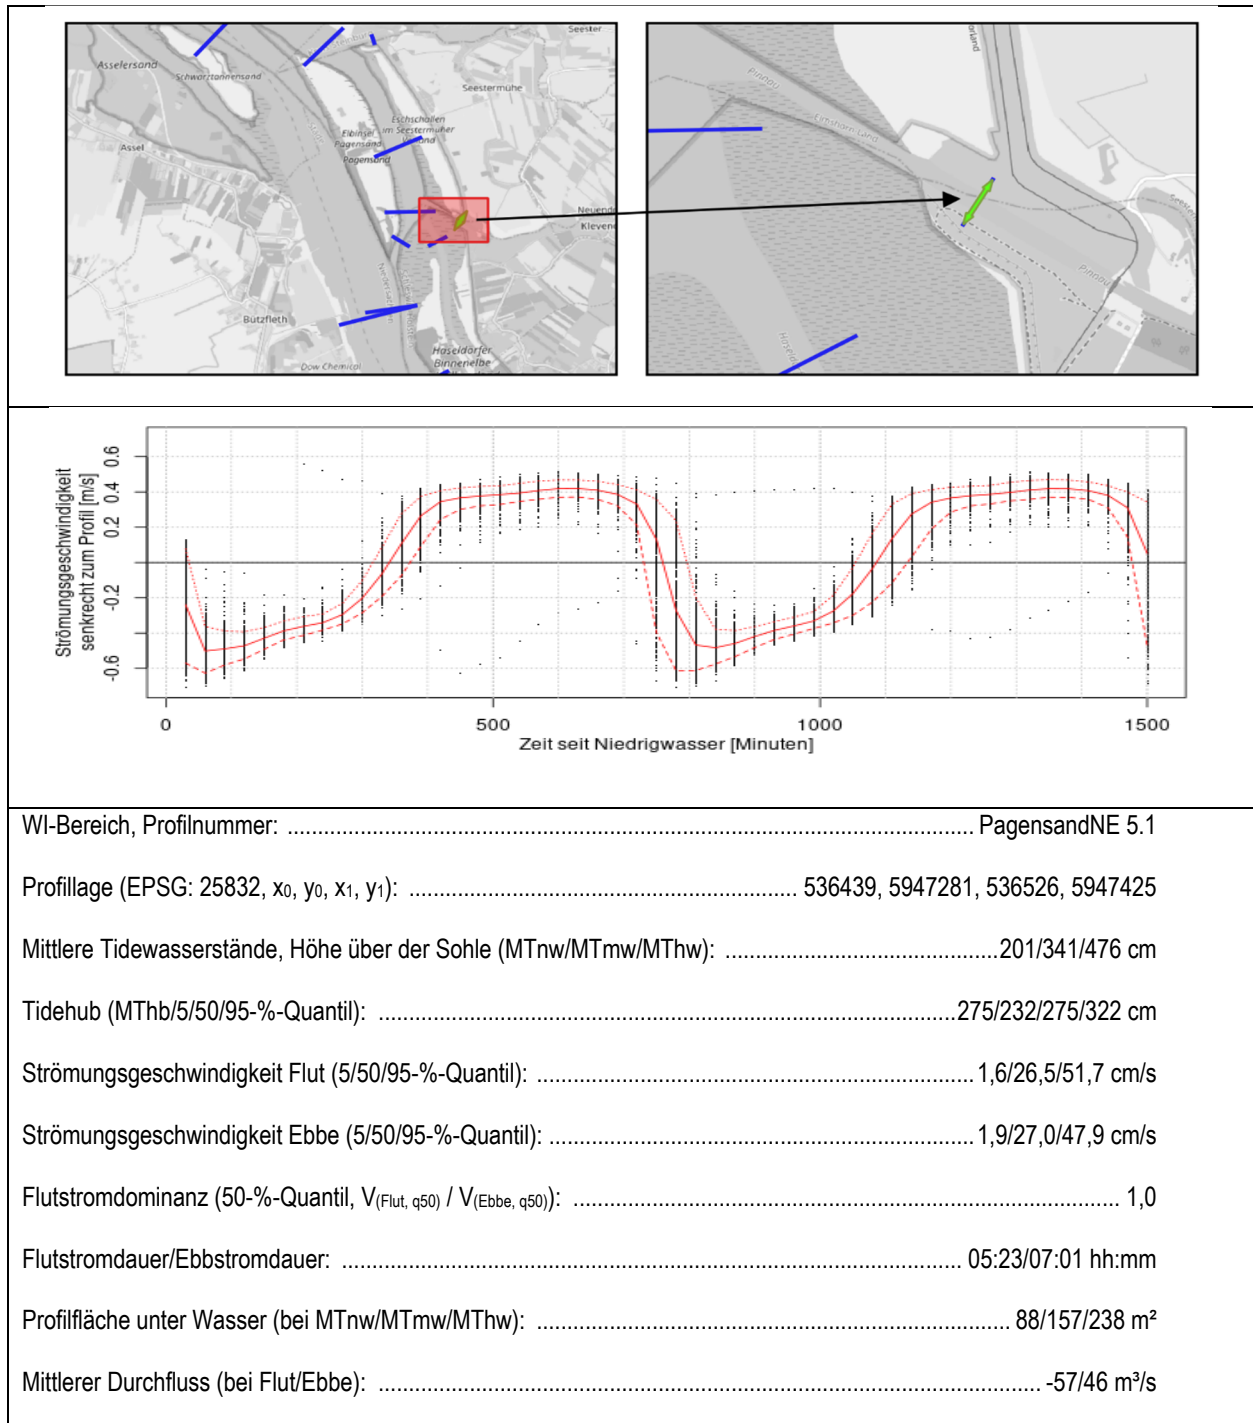 Seester
Asselersand
Schwarztonnensand
Seestermühe
Assel
Elbinsel
Pagensand
Pagensand
Eschschallen
im Seestermüher
Neuende
Kleven
Bützfleth
Niedersachsen
Haseldorfer
Binnenelbe
Dow Chemical
orland
Pinnau
Elmshorn-Land
Seester
Pinnau
Haseld
Strömungsgeschwindigkeit
senkrecht zum Profil [m/s]
0.6
0.4
0.2
-0.2
-0.6
0 500 1000 1500
Zeit seit Niedrigwasser [Minuten]
WI-Bereich, Profilnummer: PagensandNE 5.1
Profillage (EPSG: 25832, x₀, y₀, x₁, y₁): 536439, 5947281, 536526, 5947425
Mittlere Tidewasserstände, Höhe über der Sohle (MTnw/MTmw/MThw): 201/341/476 cm
Tidehub (MThb/5/50/95-%-Quantil): 275/232/275/322 cm
Strömungsgeschwindigkeit Flut (5/50/95-%-Quantil): 1,6/26,5/51,7 cm/s
Strömungsgeschwindigkeit Ebbe (5/50/95-%-Quantil): 1,9/27,0/47,9 cm/s
Flutstromdominanz (50-%-Quantil, V(Flut, q50) / V(Ebbe, q50)): 1,0
Flutstromdauer/Ebbstromdauer: 05:23/07:01 hh:mm
Profilfläche unter Wasser (bei MTnw/MTmw/MThw): 88/157/238 m²
Mittlerer Durchfluss (bei Flut/Ebbe): -57/46 m³/s